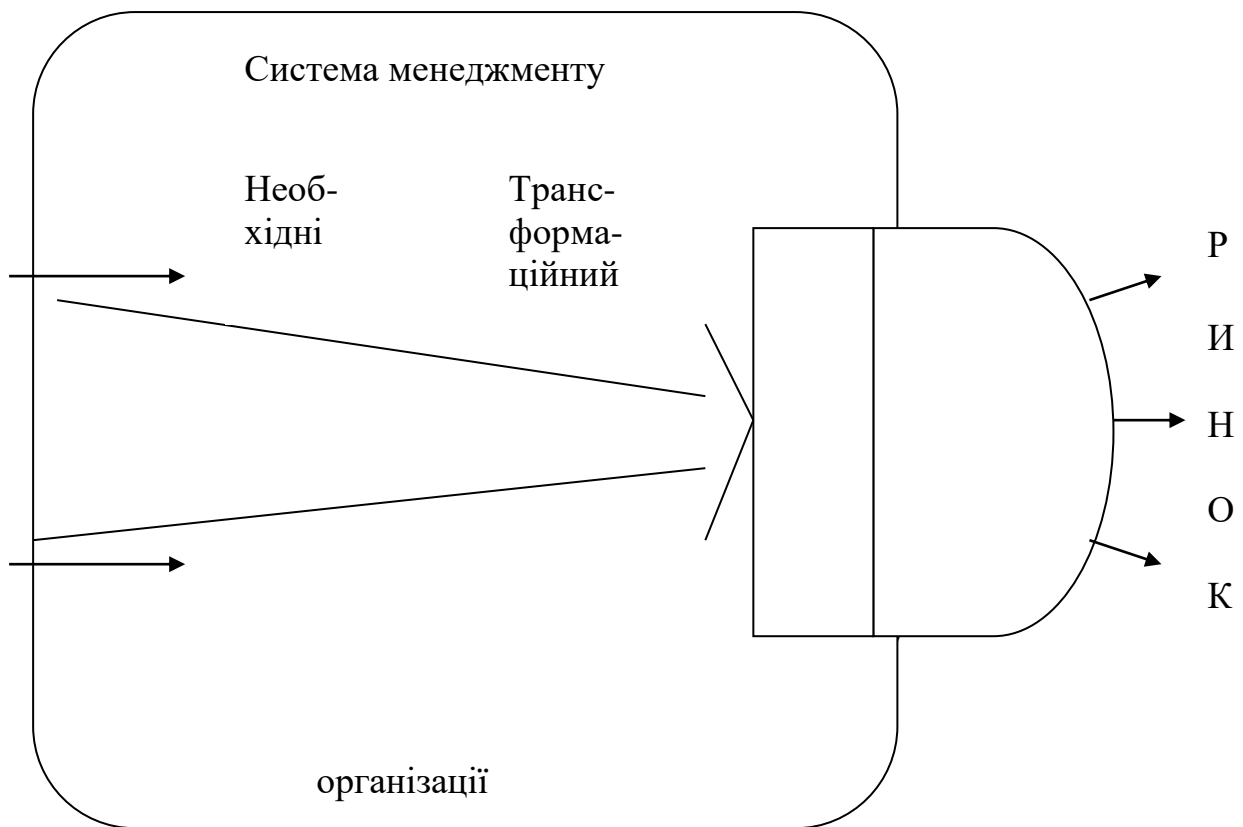 Система менеджменту
Необ-
хідні
Транс-
форма-
ційний
Р
И
Н
О
К
організації